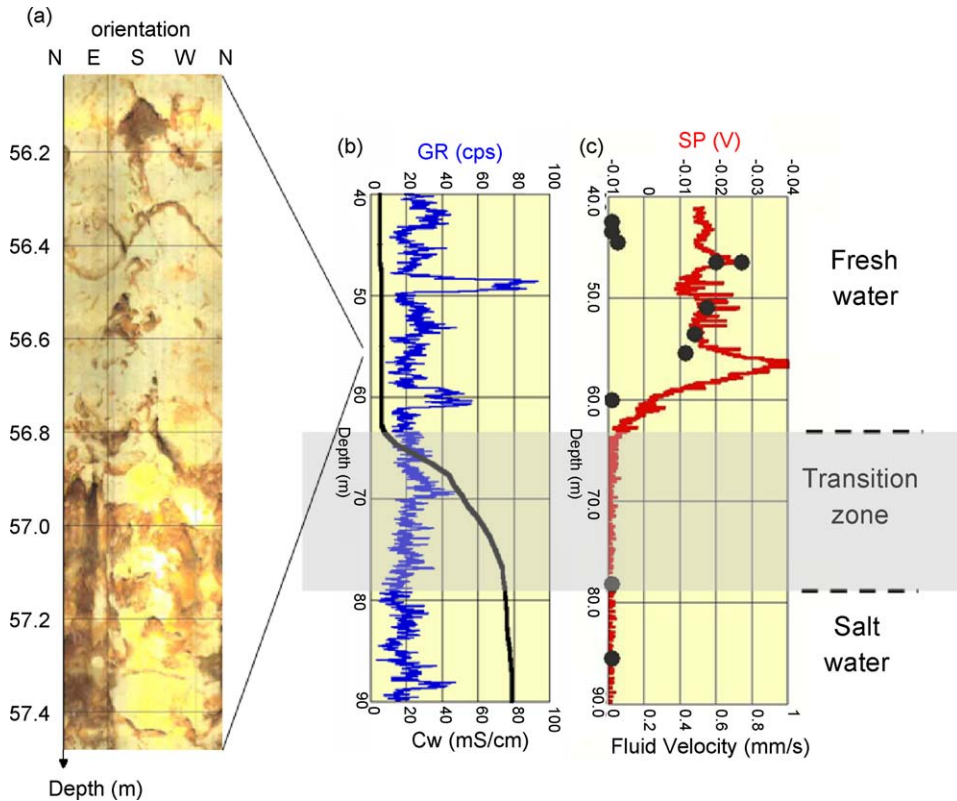 (a)
orientation
N E S W N
56.2
56.4
56.6
56.8
57.0
57.2
57.4
Depth (m)
(b)
GR (cps)
0 20 40 60 80 100
40
50
60
70
80
90
Depth (m)
0 20 40 60 80 100
Cw (mS/cm)
(c)
SP (V)
-0.01 0 -0.01 -0.02 -0.03 -0.04
40.0
50.0
60.0
70.0
80.0
90.0
Depth (m)
0 0.2 0.4 0.6 0.8 1
Fluid Velocity (mm/s)
Fresh
water
Transition
zone
Salt
water